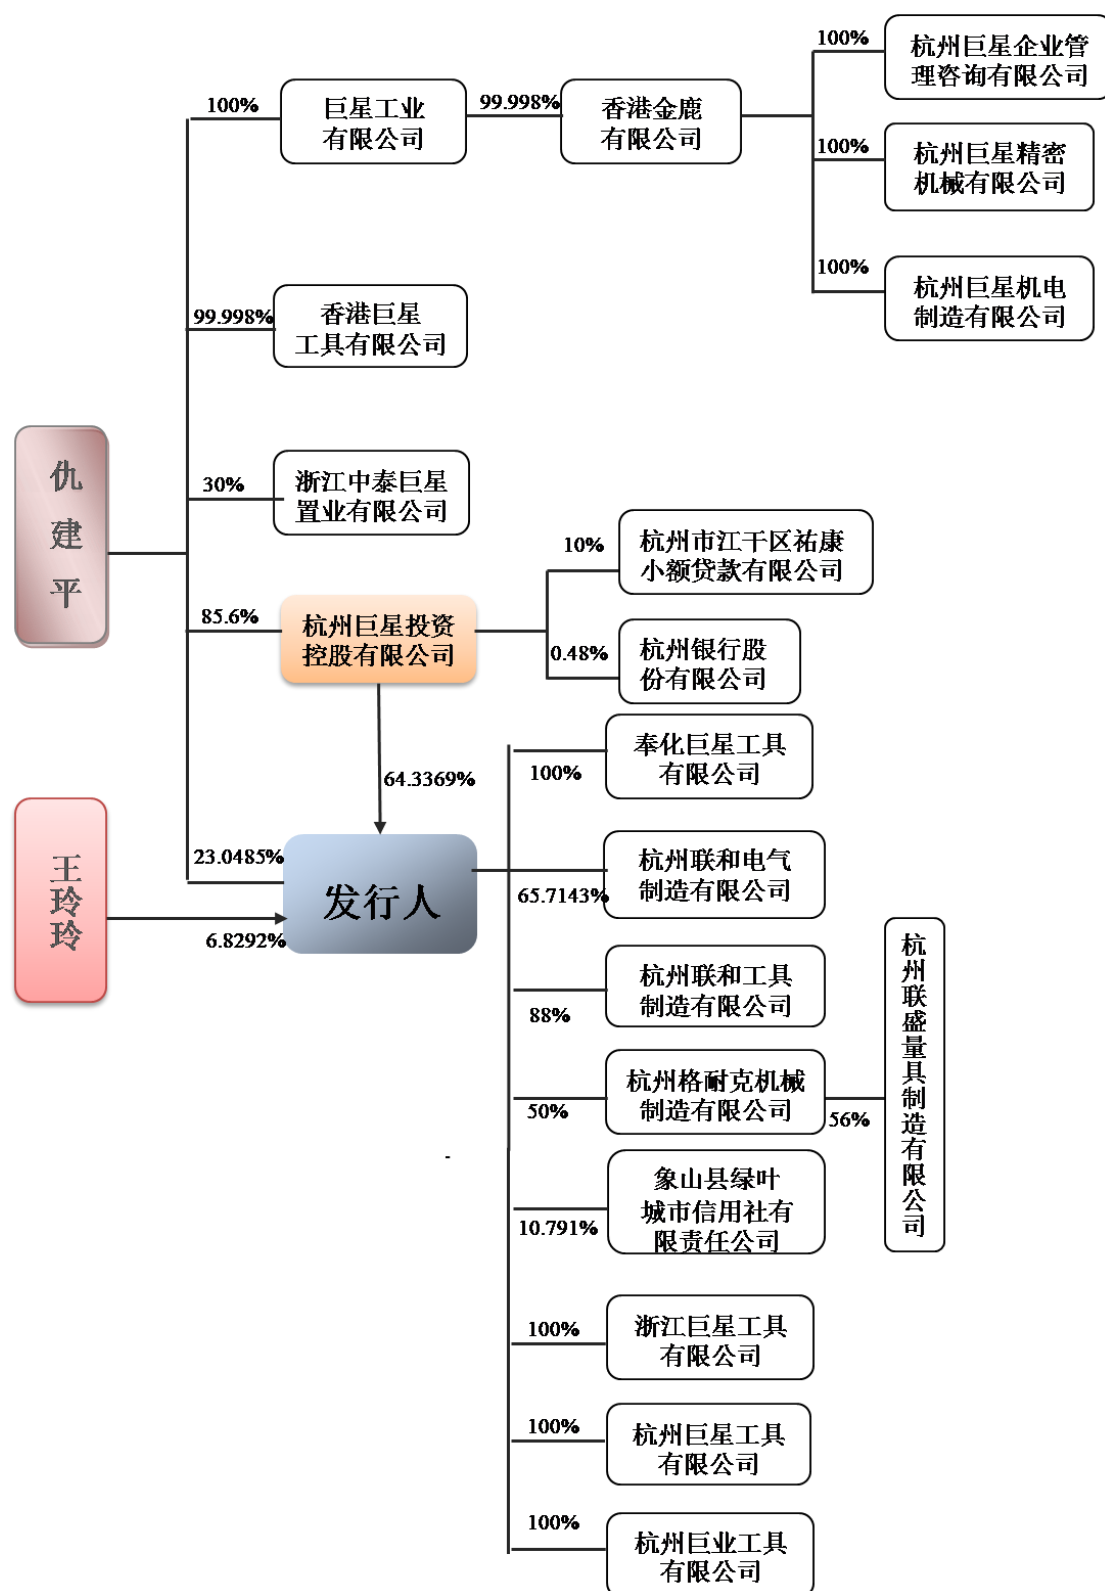 100%
巨星工业
有限公司
99.998%
香港金鹿
有限公司
100%
杭州巨星企业管
理咨询有限公司
100%
杭州巨星精密
机械有限公司
100%
杭州巨星机电
制造有限公司
99.998%
香港巨星
工具有限公司
30%
浙江中泰巨星
置业有限公司
仇
建
平
85.6%
杭州巨星投资
控股有限公司
10%
杭州市江干区祐康
小额贷款有限公司
0.48%
杭州银行股
份有限公司
64.3369%
23.0485%
王玲玲
6.8292%
发行人
100%
奉化巨星工具
有限公司
65.7143%
杭州联和电气
制造有限公司
88%
杭州联和工具
制造有限公司
50%
杭州格耐克机械
制造有限公司
56%
杭州联盛量具制造有限公司
10.791%
象山县绿叶
城市信用社有
限责任公司
100%
浙江巨星工具
有限公司
100%
杭州巨星工具
有限公司
100%
杭州巨业工具
有限公司